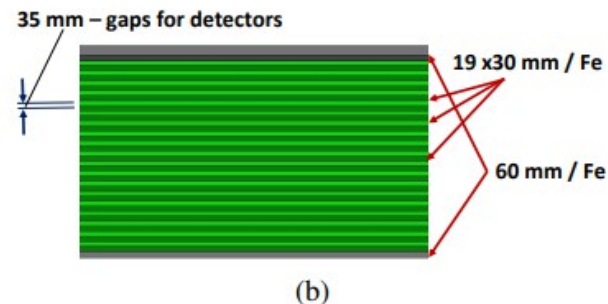 35 mm – gaps for detectors
19 x30 mm / Fe
60 mm / Fe
(b)